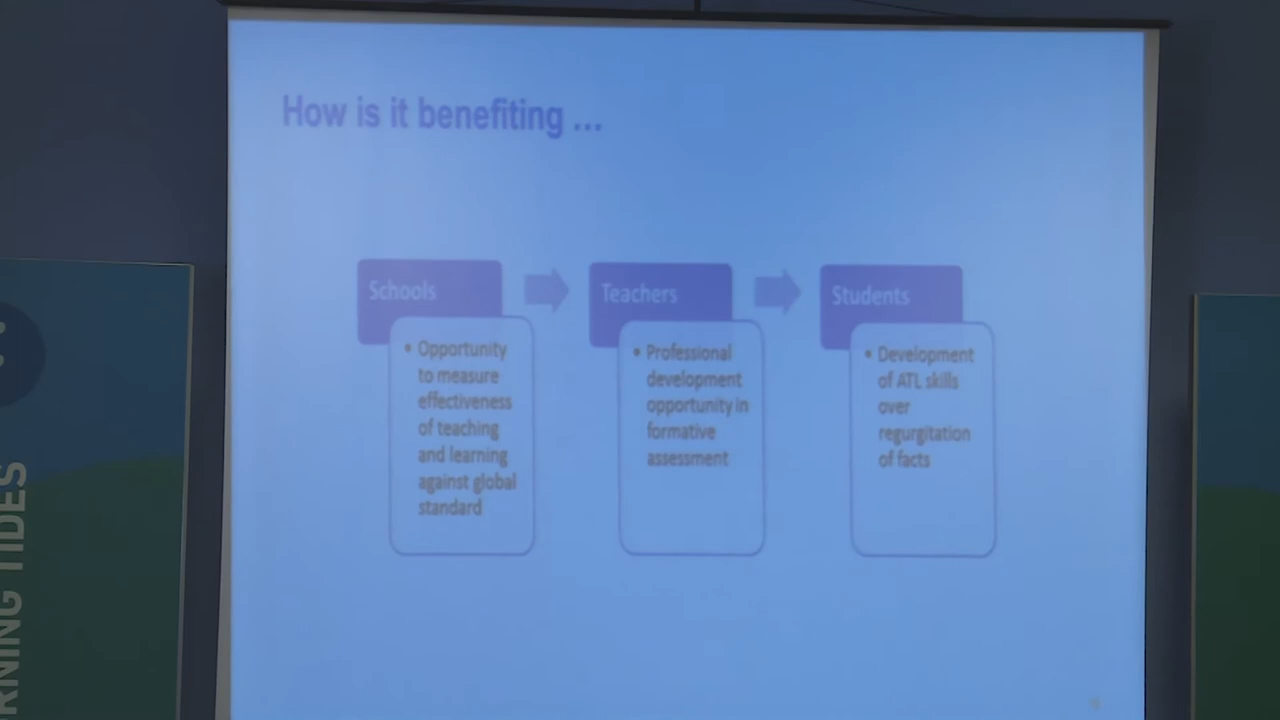 How is it benefiting ...
Schools
• Opportunity
to measure
effectiveness
of teaching
and learning
against global
standard
Teachers
• Professional
development
opportunity in
formative
assessment
Students
• Development
of ATL skills
over
regurgitation
of facts
RNING TIDES